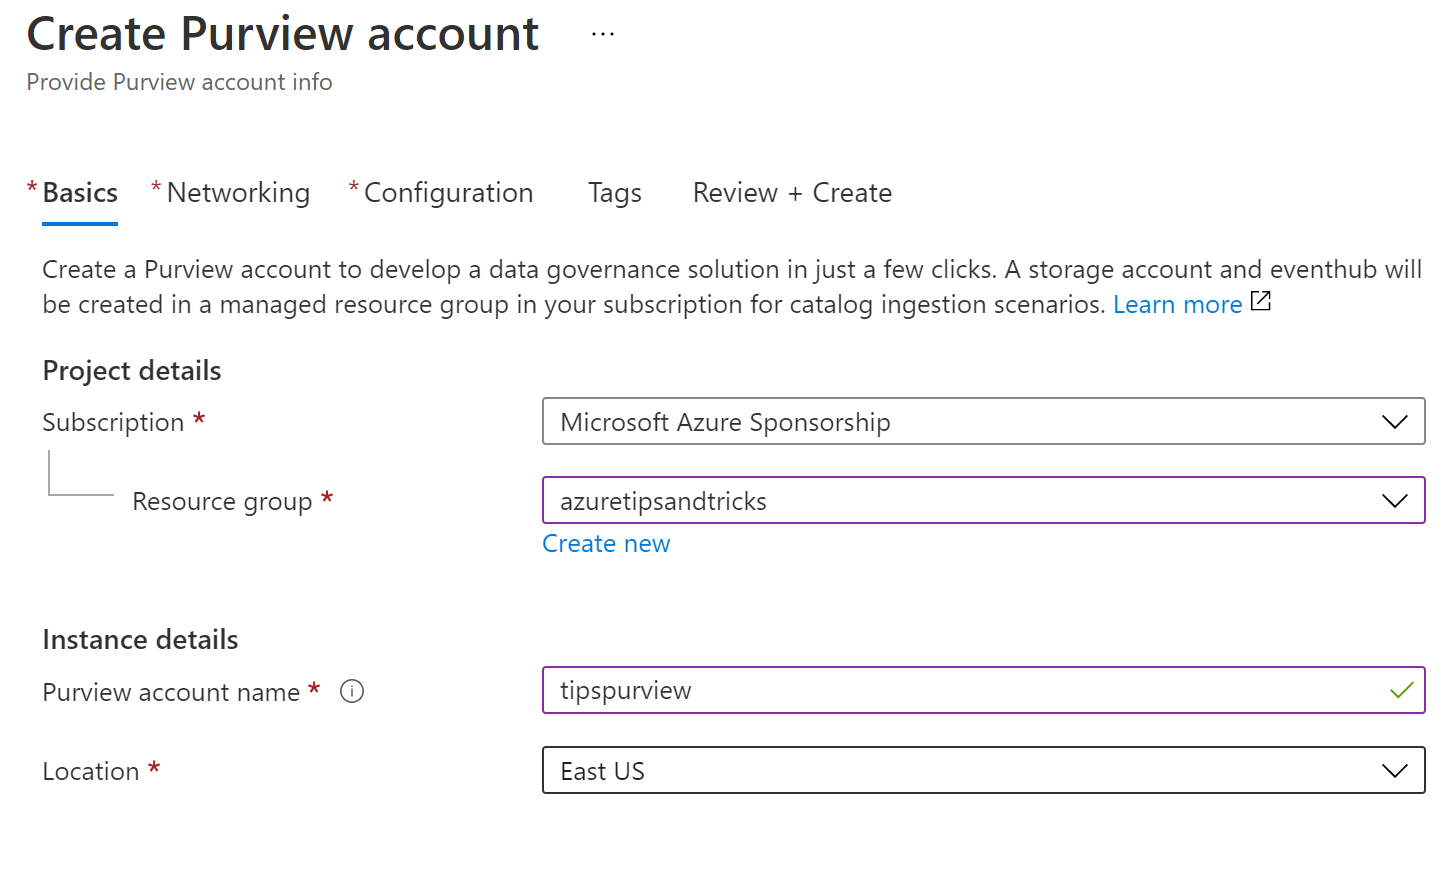 Create Purview account ...
Provide Purview account info
* Basics * Networking * Configuration Tags Review + Create
Create a Purview account to develop a data governance solution in just a few clicks. A storage account and eventhub will
be created in a managed resource group in your subscription for catalog ingestion scenarios. Learn more
Project details
Subscription * Microsoft Azure Sponsorship
Resource group * azuretipsandtricks
Create new
Instance details
Purview account name * tipspurview
Location * East US